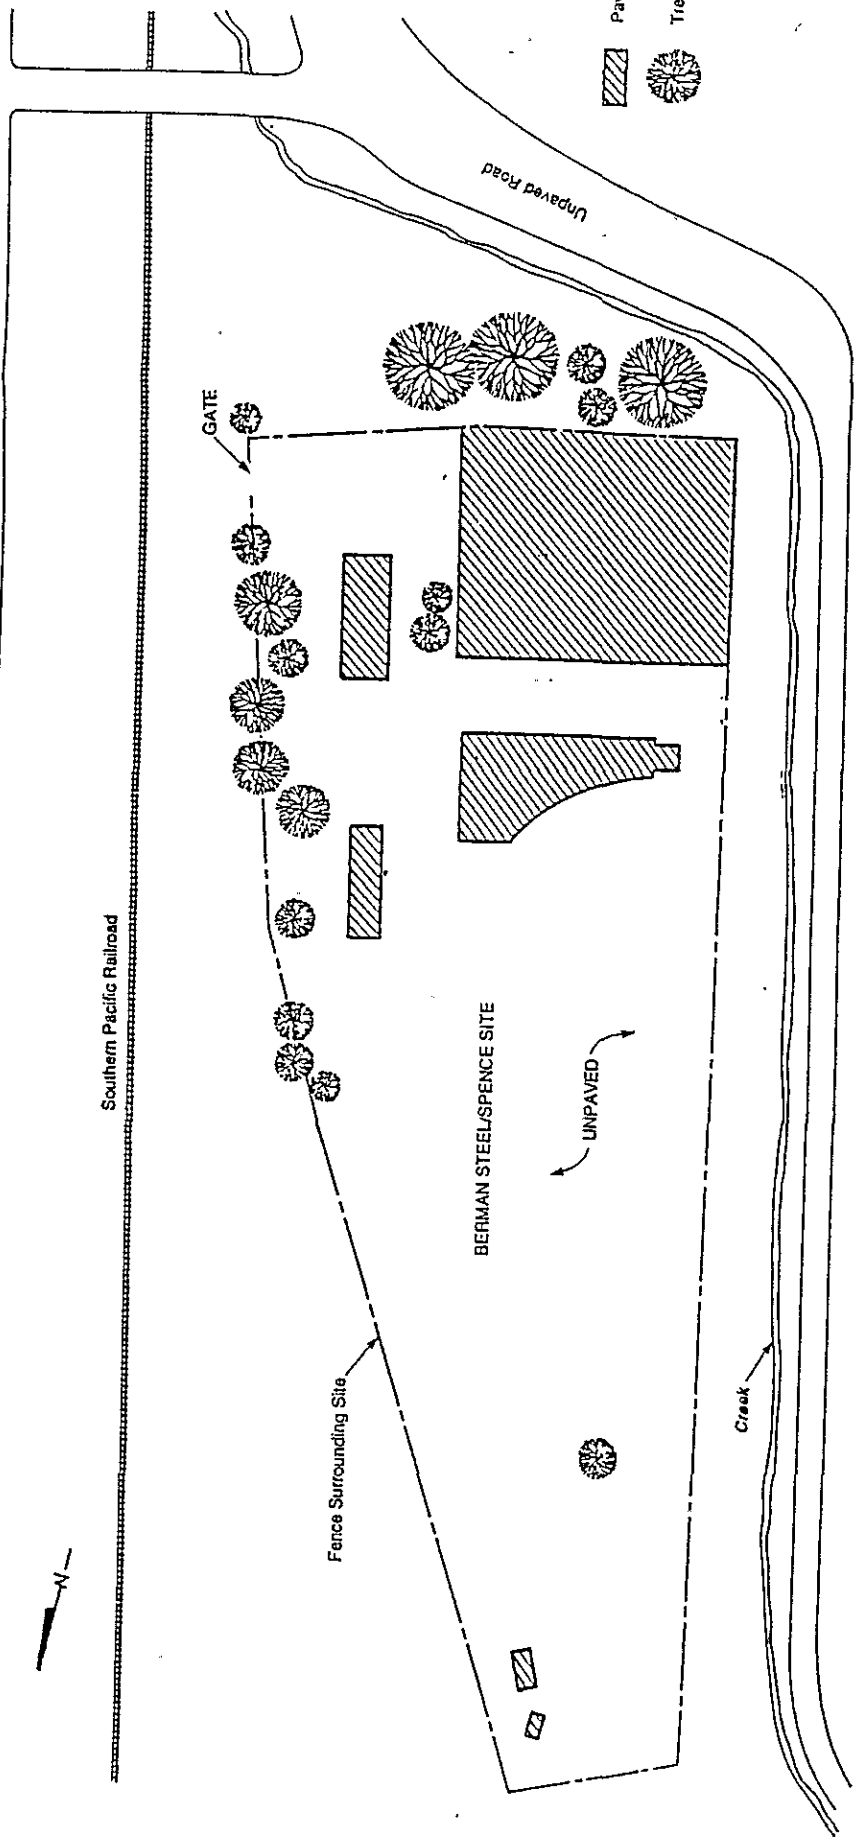 Southern Pacific Railroad
GATE
Unpaved Road
Fence Surrounding Site
BERMAN STEEL/SPENCE SITE
UNPAVED
Creek
N